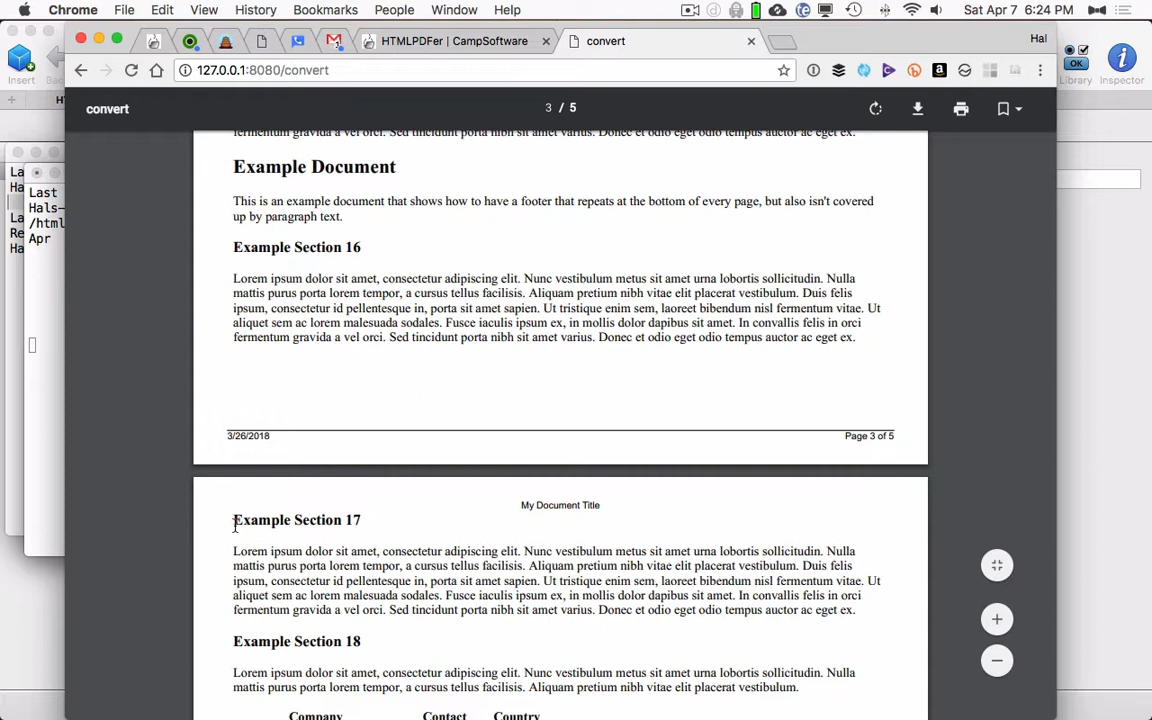 Chrome File Edit View History Bookmarks People Window Help Sat Apr 7 6:24 PM
HTMLPDFer | CampSoftware
convert
Hal
127.0.0.1:8080/convert
Insert
Library
Inspector
convert
3 / 5
Last
Hals-
/html
Apr
fermentum gravida a vel orci. Sed tincidunt porta nibh sit amet varius. Donec et odio eget odio tempus auctor ac eget ex.
Example Document
This is an example document that shows how to have a footer that repeats at the bottom of every page, but also isn't covered
up by paragraph text.
Example Section 16
Lorem ipsum dolor sit amet, consectetur adipiscing elit. Nunc vestibulum metus sit amet urna lobortis sollicitudin. Nulla
mattis purus porta lorem tempor, a cursus tellus facilisis. Aliquam pretium nibh vitae elit placerat vestibulum. Duis felis
ipsum, consectetur id pellentesque in, porta sit amet sapien. Ut tristique enim sem, laoreet bibendum nisl fermentum vitae. Ut
aliquet sem ac lorem malesuada sodales. Fusce iaculis ipsum ex, in mollis dolor dapibus sit amet. In convallis felis in orci
fermentum gravida a vel orci. Sed tincidunt porta nibh sit amet varius. Donec et odio eget odio tempus auctor ac eget ex.
3/26/2018
Page 3 of 5
My Document Title
Example Section 17
Lorem ipsum dolor sit amet, consectetur adipiscing elit. Nunc vestibulum metus sit amet urna lobortis sollicitudin. Nulla
mattis purus porta lorem tempor, a cursus tellus facilisis. Aliquam pretium nibh vitae elit placerat vestibulum. Duis felis
ipsum, consectetur id pellentesque in, porta sit amet sapien. Ut tristique enim sem, laoreet bibendum nisl fermentum vitae. Ut
aliquet sem ac lorem malesuada sodales. Fusce iaculis ipsum ex, in mollis dolor dapibus sit amet. In convallis felis in orci
fermentum gravida a vel orci. Sed tincidunt porta nibh sit amet varius. Donec et odio eget odio tempus auctor ac eget ex.
Example Section 18
Lorem ipsum dolor sit amet, consectetur adipiscing elit. Nunc vestibulum metus sit amet urna lobortis sollicitudin. Nulla
mattis purus porta lorem tempor, a cursus tellus facilisis. Aliquam pretium nibh vitae elit placerat vestibulum.
Company Contact Country